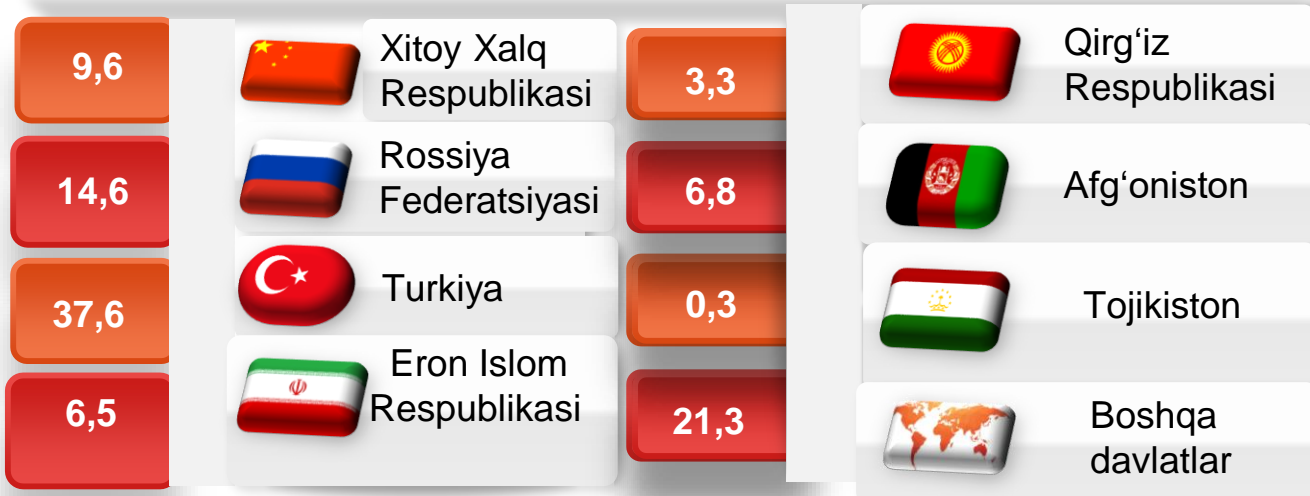 9,6
Xitoy Xalq
Respublikasi
14,6
Rossiya
Federatsiyasi
37,6
Turkiya
6,5
Eron Islom
Respublikasi
3,3
Qirg‘iz
Respublikasi
6,8
Afg‘oniston
0,3
Tojikiston
21,3
Boshqa
davlatlar